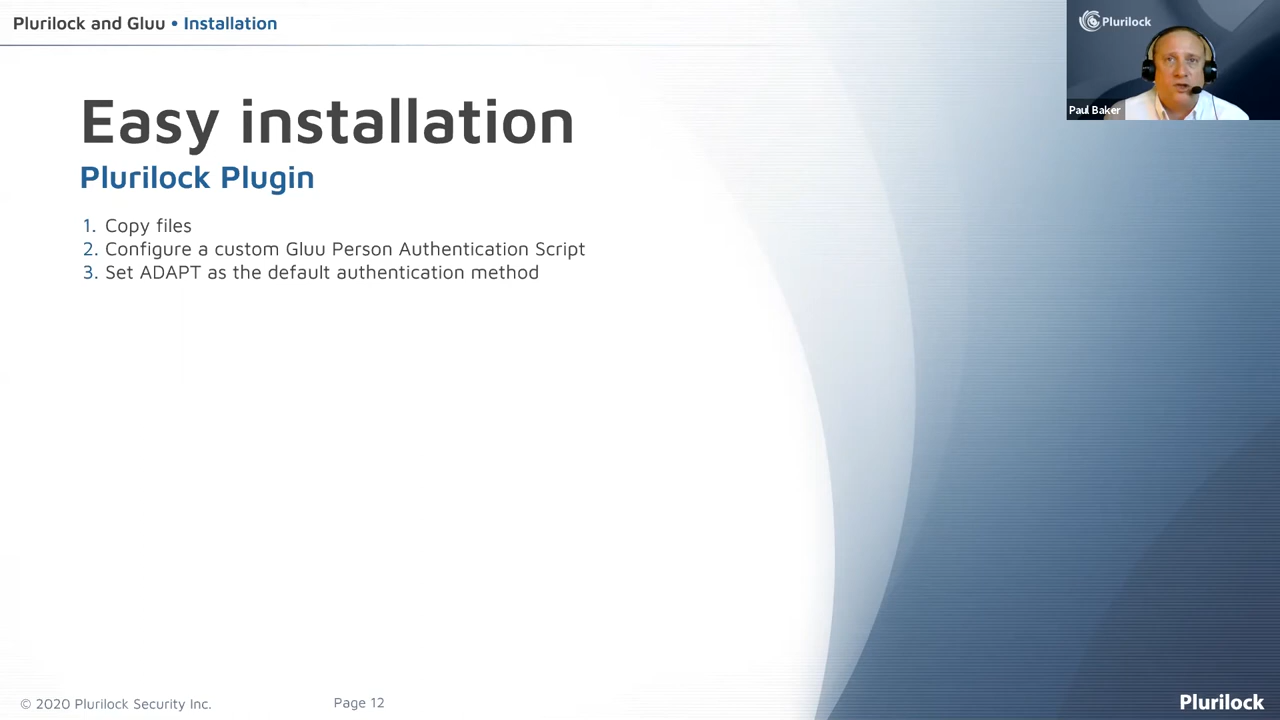 Plurilock and Gluu • Installation
Plurilock
Paul Baker
Easy installation
Plurilock Plugin
1. Copy files
2. Configure a custom Gluu Person Authentication Script
3. Set ADAPT as the default authentication method
© 2020 Plurilock Security Inc.
Page 12
Plurilock